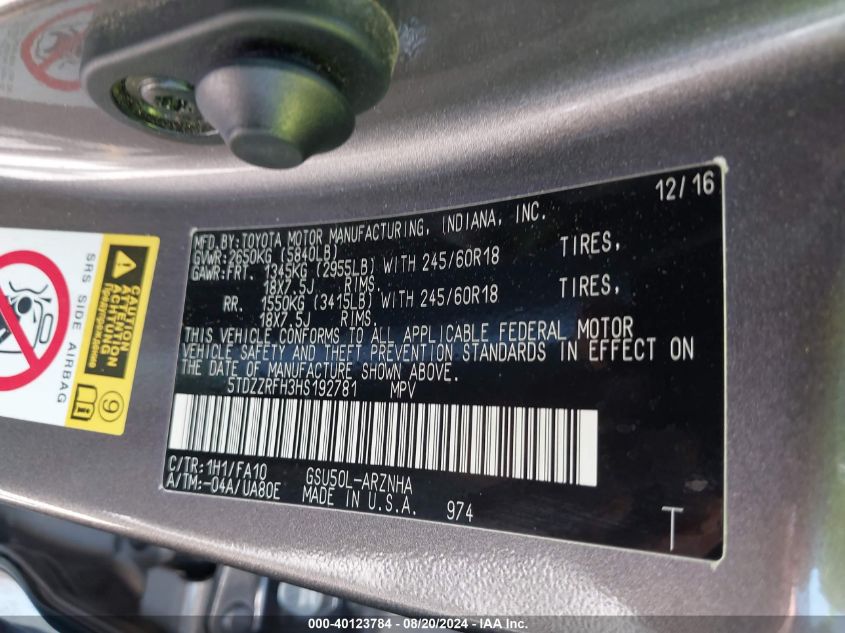 12/16
MFD.BY:TOYOTA MOTOR MANUFACTURING, INDIANA, INC.
GVWR:2650KG (5840LB)
GAWR:FRT. 1345KG (2955LB) WITH 245/60R18 TIRES,
18X7.5J RIMS.
RR. 1550KG (3415LB) WITH 245/60R18 TIRES,
18X7.5J RIMS.
THIS VEHICLE CONFORMS TO ALL APPLICABLE FEDERAL MOTOR
VEHICLE SAFETY AND THEFT PREVENTION STANDARDS IN EFFECT ON
THE DATE OF MANUFACTURE SHOWN ABOVE.
5TDZZRFH3HS192781 MPV
C/TR:1H1/FA10 GSU50L-ARZNHA
A/TM:-04A/UA80E MADE IN U.S.A. 974
T
SRS SIDE AIRBAG
CAUTION
ATTENTION
ACHTUNG
9
000-40123784 - 08/20/2024 - IAA Inc.